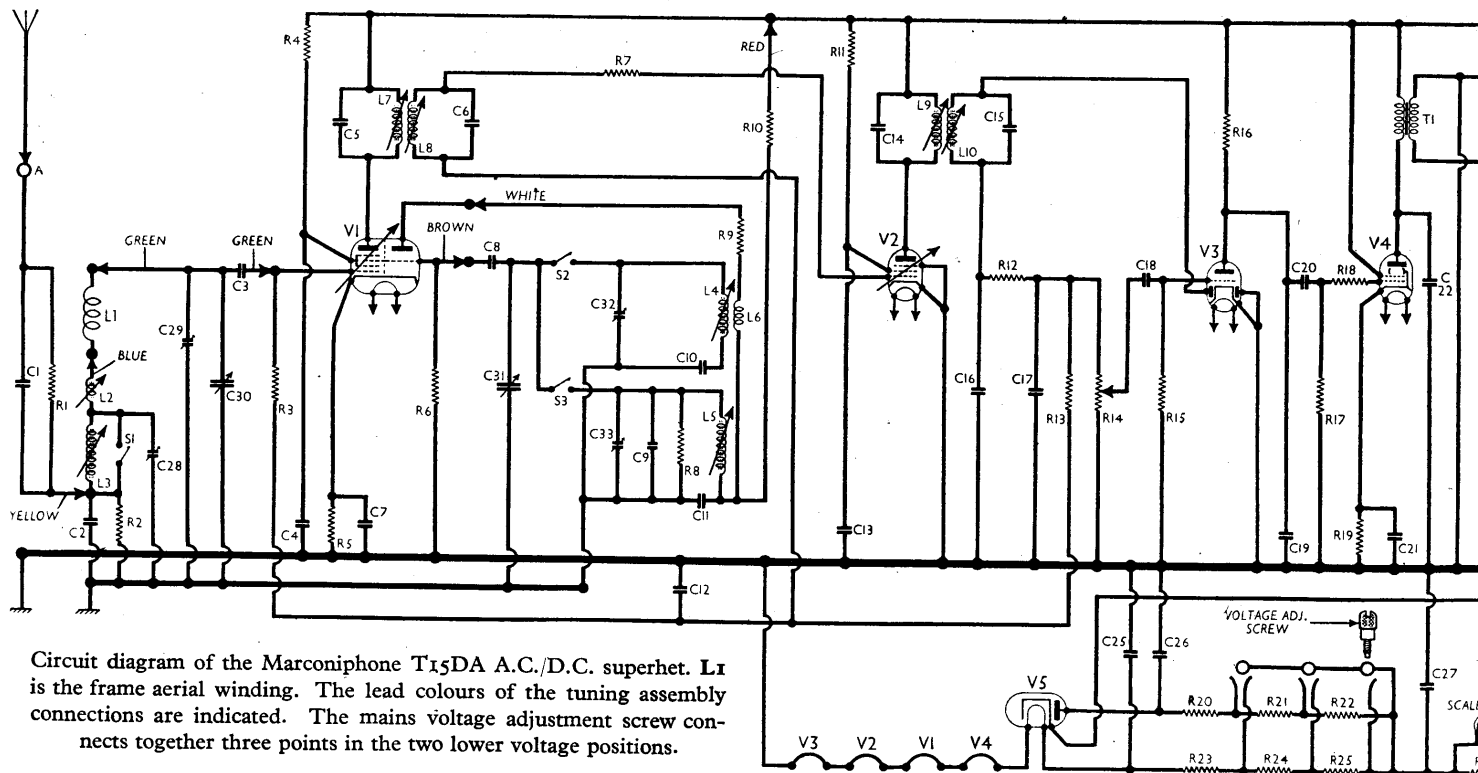 R4
RED
R11
R7
L7
C5
C6
L8
R10
L9
C14
C15
L10
R16
T1
A
WHITE
GREEN
GREEN
V1
BROWN
C8
C3
R9
V2
R12
C18
V3
C20
R18
V4
C
22
S2
L1
C29
C32
L4
L6
BLUE
C1
R1
L2
C30
R3
R6
C31
C10
S3
C16
C17
R13
R14
R15
R17
S1
C28
L3
C33
C9
R8
L5
YELLOW
C2
R2
C4
R5
C7
C11
C13
C19
R19
C21
C12
VOLTAGE ADJ.
SCREW
C25
C26
C27
Circuit diagram of the Marconiphone T15DA A.C./D.C. superhet. L1
is the frame aerial winding. The lead colours of the tuning assembly
connections are indicated. The mains voltage adjustment screw con-
nects together three points in the two lower voltage positions.
V5
R20
R21
R22
SCALE
V3
V2
V1
V4
R23
R24
R25